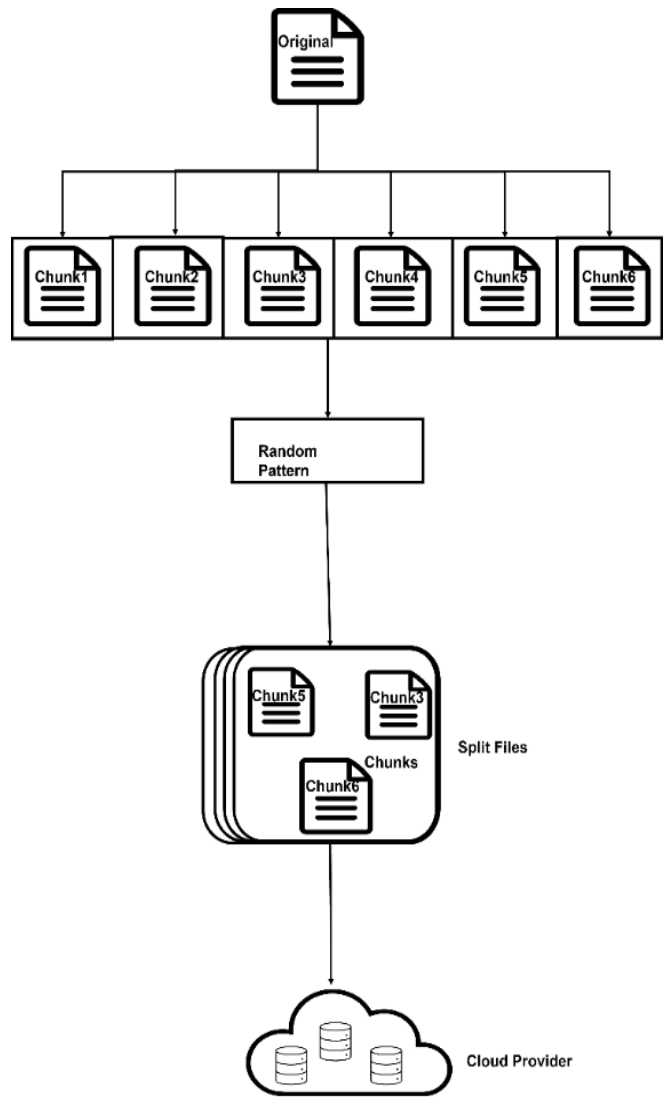 Original
Chunk1 Chunk2 Chunk3 Chunk4 Chunk5 Chunk6
Random
Pattern
Chunk5 Chunk3
Split Files
Chunks
Chunk6
Cloud Provider